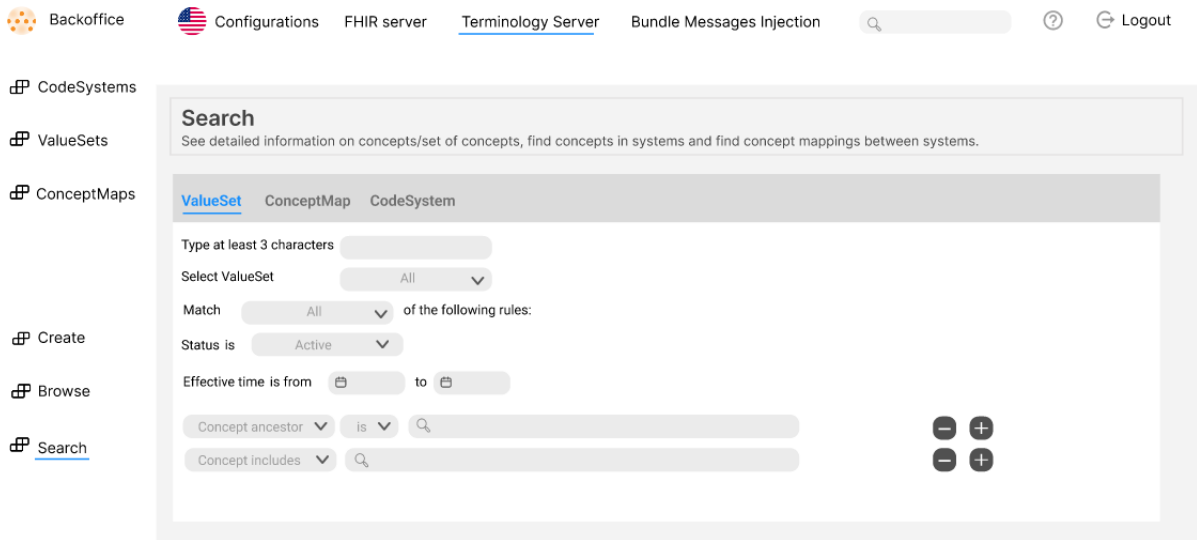 Backoffice Configurations FHIR server Terminology Server Bundle Messages Injection Logout
CodeSystems
ValueSets
ConceptMaps
Create
Browse
Search
Search
See detailed information on concepts/set of concepts, find concepts in systems and find concept mappings between systems.
ValueSet ConceptMap CodeSystem
Type at least 3 characters
Select ValueSet All
Match All of the following rules:
Status is Active
Effective time is from to
Concept ancestor is
Concept includes